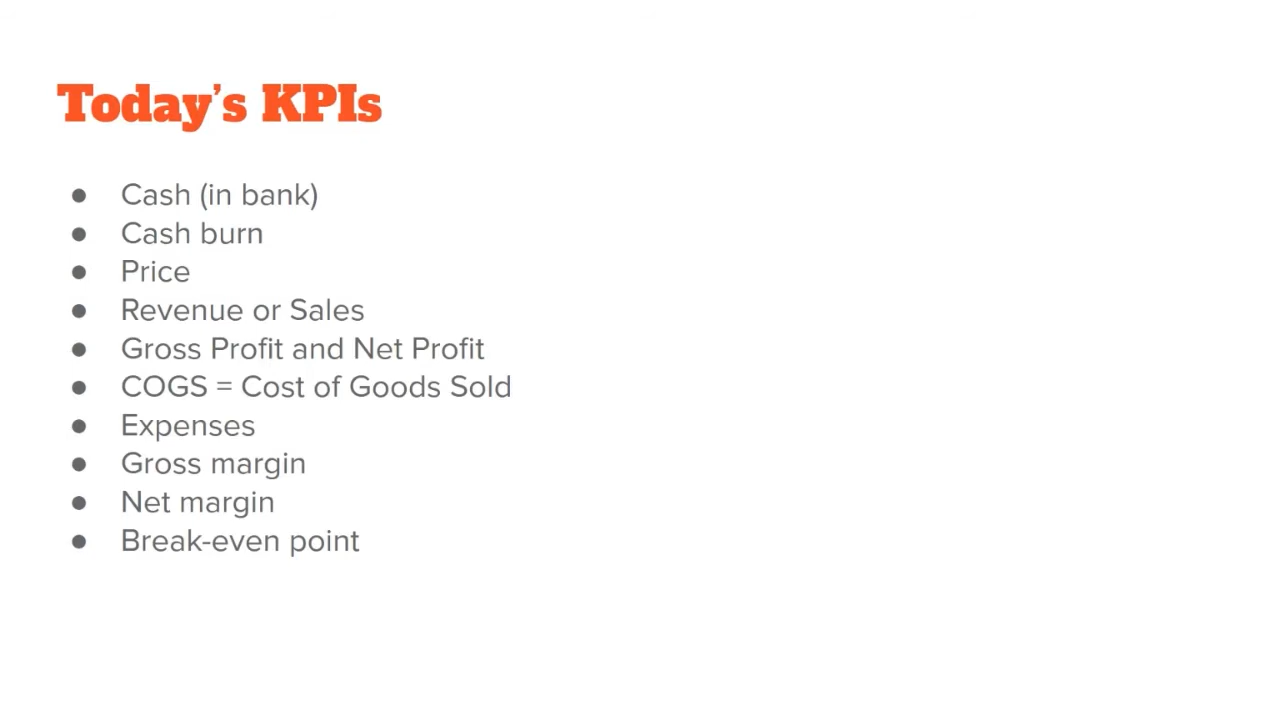 Today's KPIs
● Cash (in bank)
● Cash burn
● Price
● Revenue or Sales
● Gross Profit and Net Profit
● COGS = Cost of Goods Sold
● Expenses
● Gross margin
● Net margin
● Break-even point